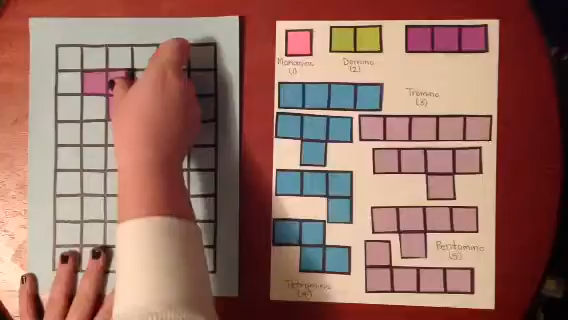 Monomino
(1)
Domino
(2)
Tromino
(3)
Pentomino
(5)
Tetromino
(4)